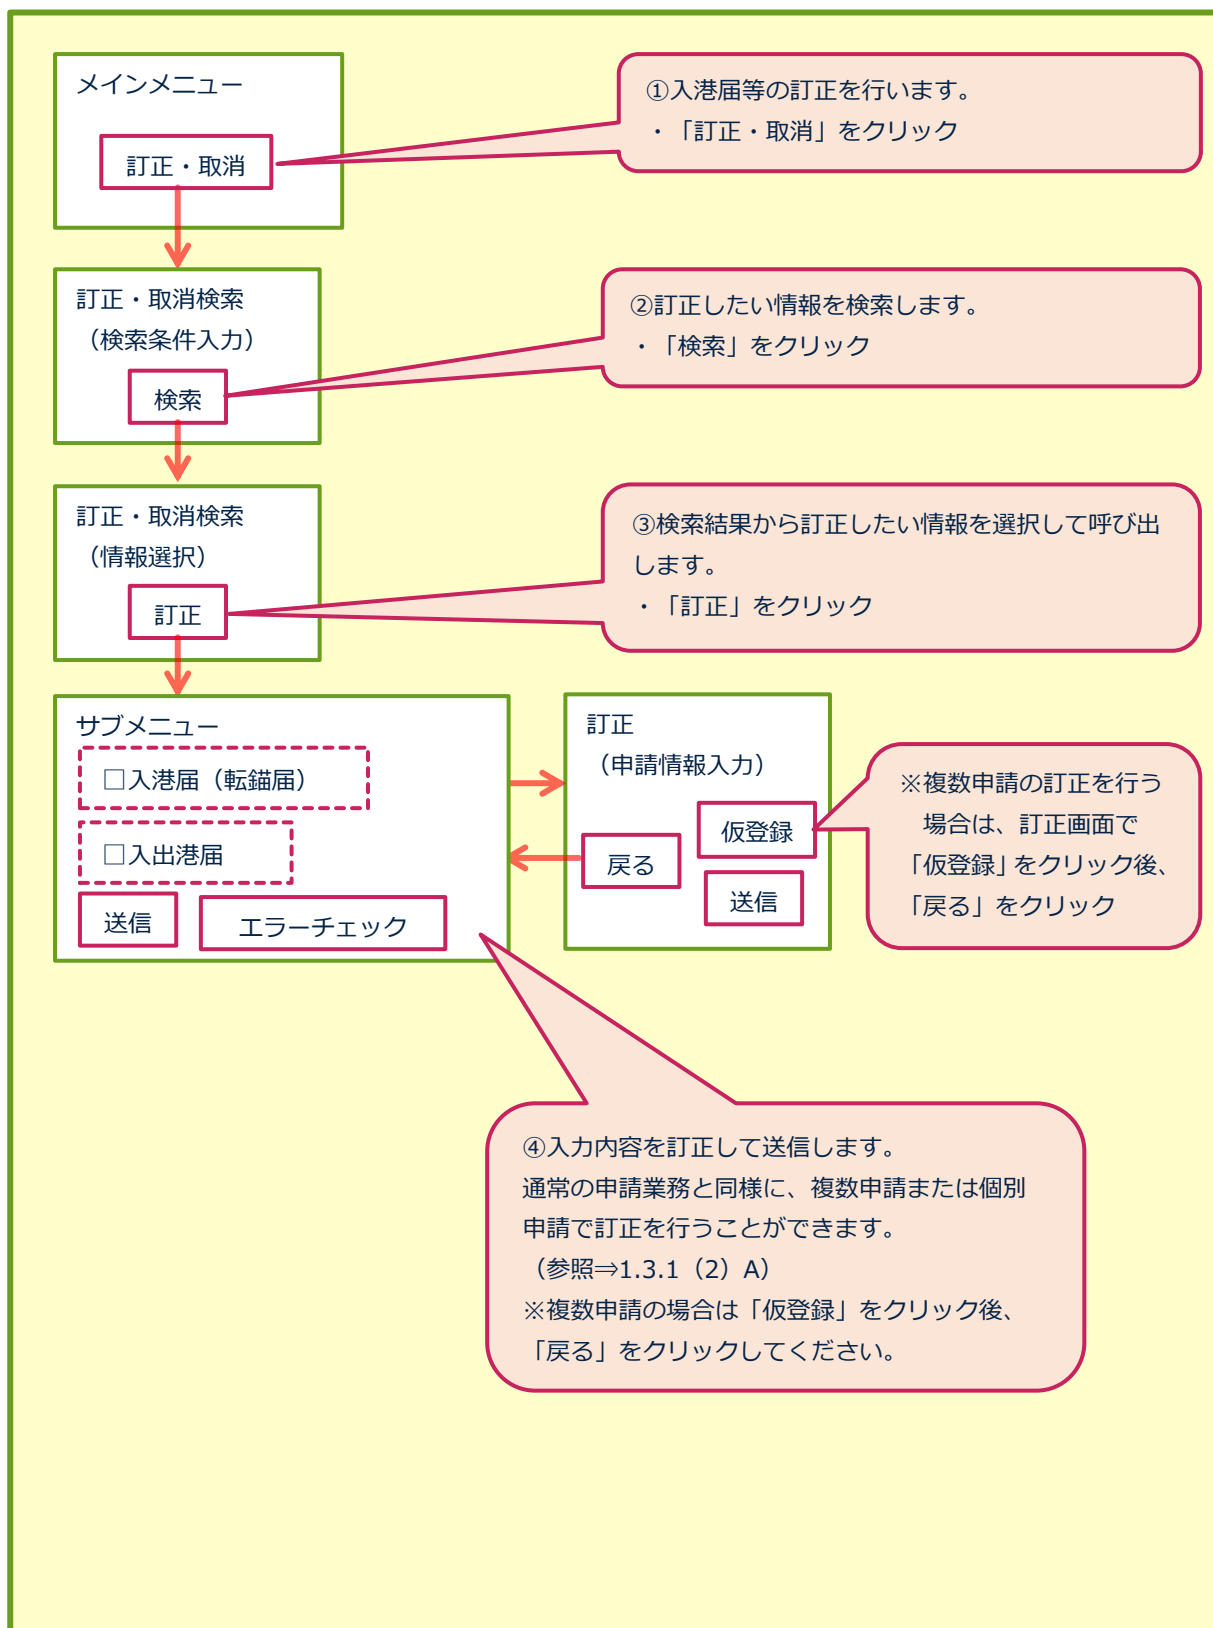 メインメニュー
訂正・取消
①入港届等の訂正を行います。
・「訂正・取消」をクリック
訂正・取消検索
（検索条件入力）
検索
②訂正したい情報を検索します。
・「検索」をクリック
訂正・取消検索
（情報選択）
訂正
③検索結果から訂正したい情報を選択して呼び出
します。
・「訂正」をクリック
サブメニュー
□入港届（転錨届）
□入出港届
送信
エラーチェック
訂正
（申請情報入力）
仮登録
戻る
送信
※複数申請の訂正を行う
場合は、訂正画面で
「仮登録」をクリック後、
「戻る」をクリック
④入力内容を訂正して送信します。
通常の申請業務と同様に、複数申請または個別
申請で訂正を行うことができます。
（参照⇒1.3.1（2）A）
※複数申請の場合は「仮登録」をクリック後、
「戻る」をクリックしてください。